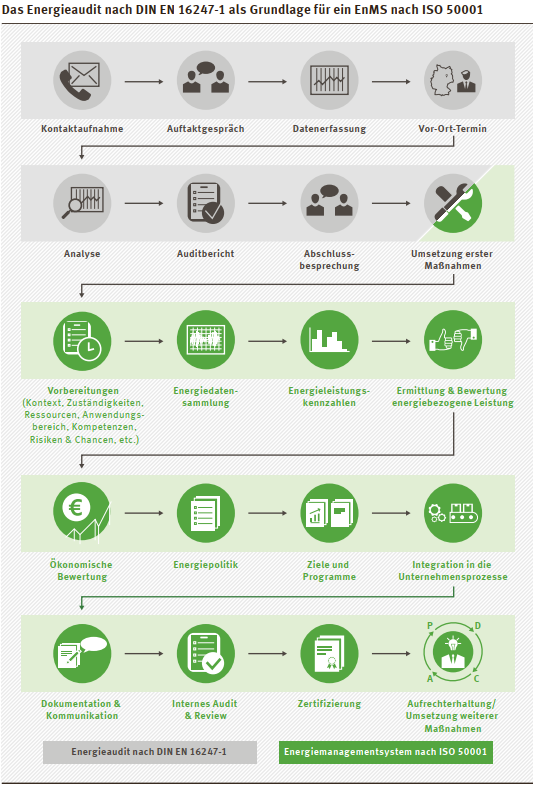 Das Energieaudit nach DIN EN 16247-1 als Grundlage für ein EnMS nach ISO 50001
Kontaktaufnahme
Auftaktgespräch
Datenerfassung
Vor-Ort-Termin
Analyse
Auditbericht
Abschluss-
besprechung
Umsetzung erster
Maßnahmen
Vorbereitungen
(Kontext, Zuständigkeiten,
Ressourcen, Anwendungs-
bereich, Kompetenzen,
Risiken & Chancen, etc.)
Energiedaten-
sammlung
Energieleistungs-
kennzahlen
Ermittlung & Bewertung
energiebezogene Leistung
€
Ökonomische
Bewertung
Energiepolitik
Ziele und
Programme
Integration in die
Unternehmensprozesse
Dokumentation &
Kommunikation
Internes Audit
& Review
Zertifizierung
P
D
A
C
Aufrechterhaltung/
Umsetzung weiterer
Maßnahmen
Energieaudit nach DIN EN 16247-1
Energiemanagementsystem nach ISO 50001